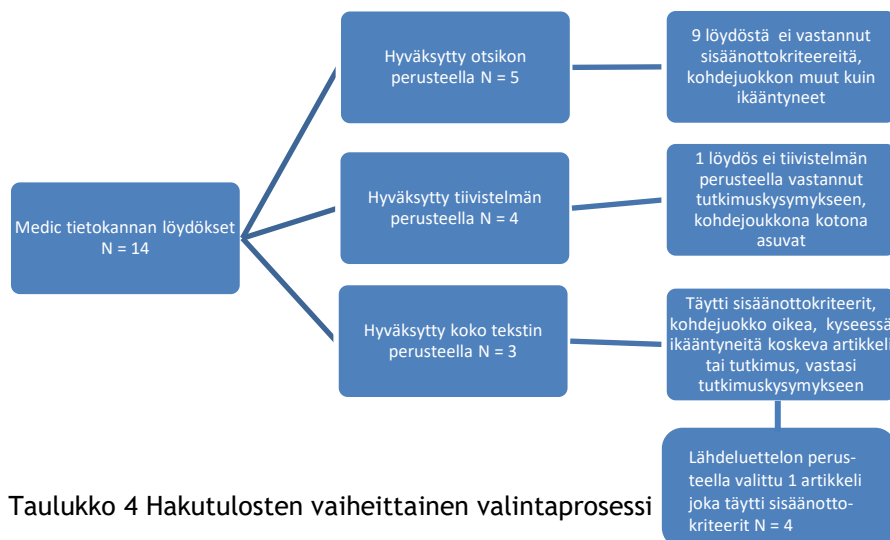 Hyväksytty otsikon
perusteella N = 5
9 löydöstä ei vastannut
sisäänottokriteereitä,
kohdejuokkon muut kuin
ikääntyneet
Medic tietokannan löydökset
N = 14
Hyväksytty tiivistelmän
perusteella N = 4
1 löydös ei tiivistelmän
perusteella vastannut
tutkimuskysymykseen,
kohdejoukkona kotona
asuvat
Hyväksytty koko tekstin
perusteella N = 3
Täytti sisäänottokriteerit,
kohdejuokko oikea, kyseessä
ikääntyneitä koskeva artikkeli
tai tutkimus, vastasi
tutkimuskysymykseen
Lähdeluettelon perus-
teella valittu 1 artikkeli
joka täytti sisäänotto-
kriteerit N = 4
Taulukko 4 Hakutulosten vaiheittainen valintaprosessi